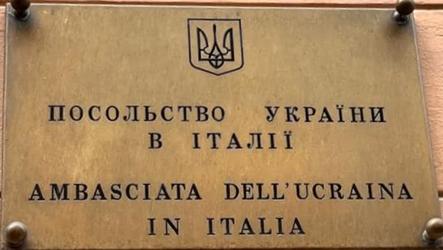 ПОСОЛЬСТВО УКРАЇНИ
В ІТАЛІЇ
AMBASCIATA DELL'UCRAINA
IN ITALIA